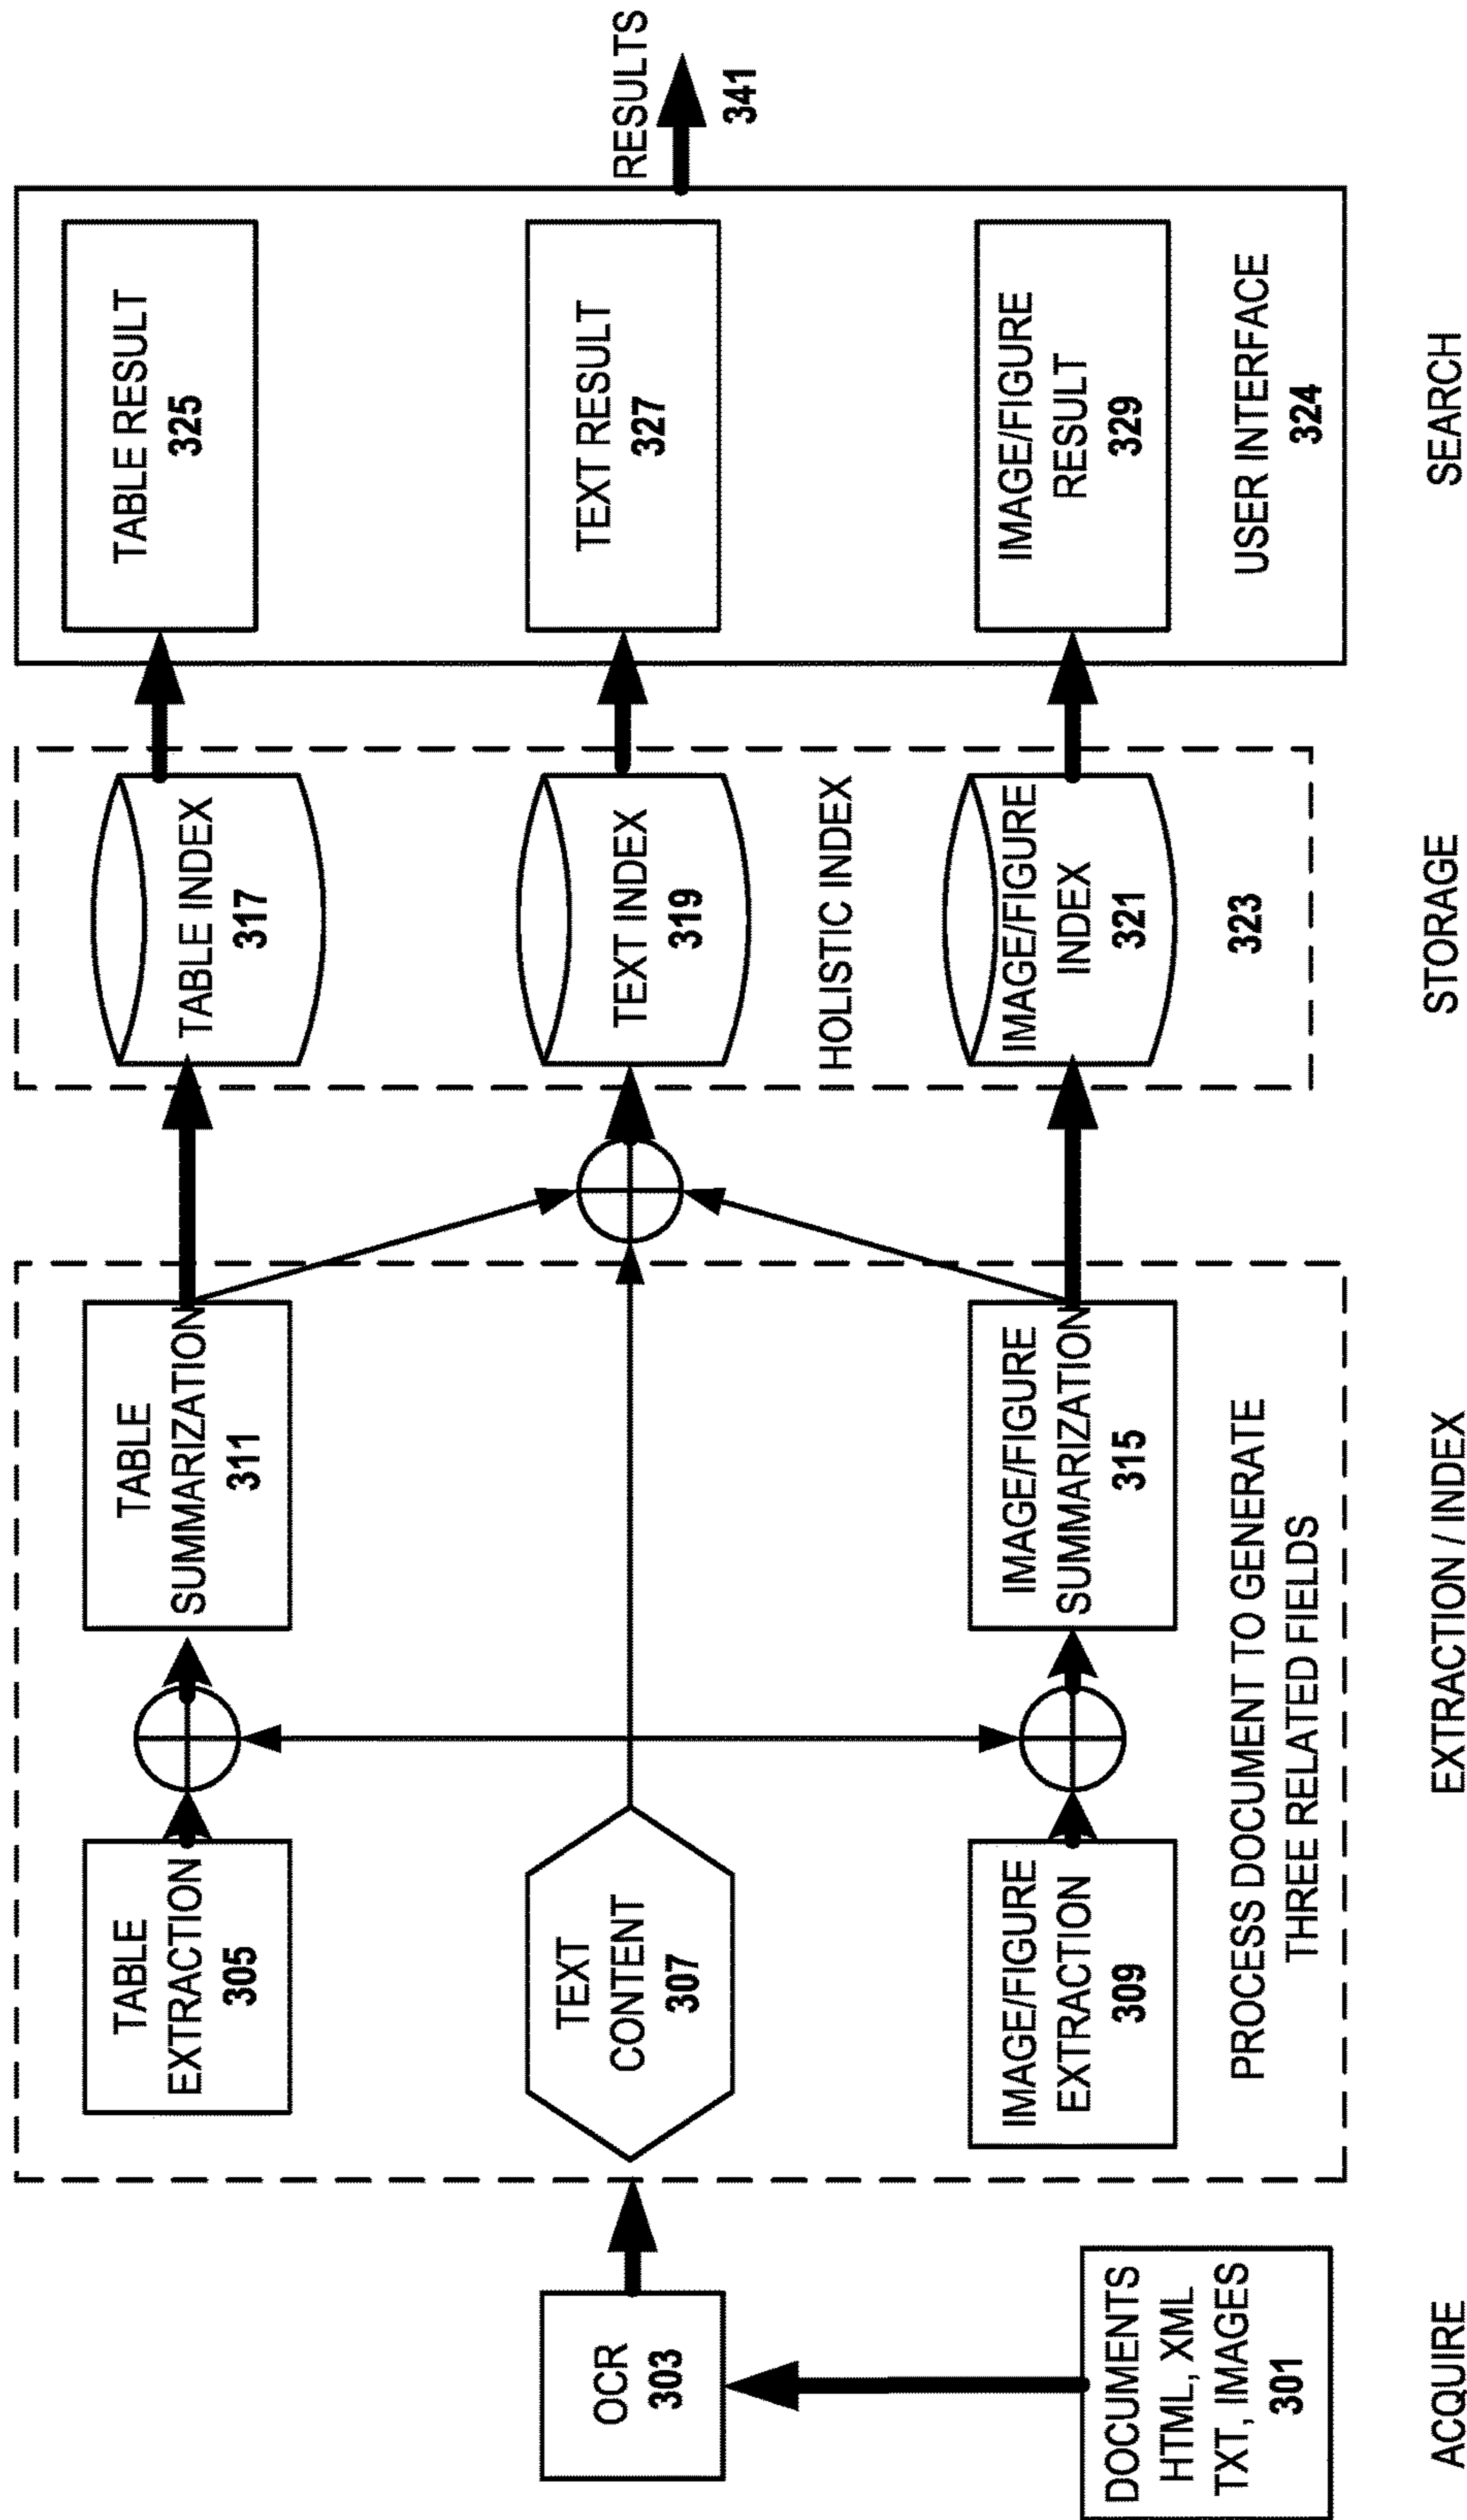 DOCUMENTS
HTML, XML
TXT, IMAGES
301
OCR
303
ACQUIRE
TABLE
EXTRACTION
305
TEXT
CONTENT
307
IMAGE/FIGURE
EXTRACTION
309
TABLE
SUMMARIZATION
311
IMAGE/FIGURE
SUMMARIZATION
315
PROCESS DOCUMENT TO GENERATE
THREE RELATED FIELDS
EXTRACTION / INDEX
TABLE INDEX
317
TEXT INDEX
319
HOLISTIC INDEX
IMAGE/FIGURE
INDEX
321
323
STORAGE
TABLE RESULT
325
TEXT RESULT
327
IMAGE/FIGURE
RESULT
329
USER INTERFACE
324
SEARCH
RESULTS
341